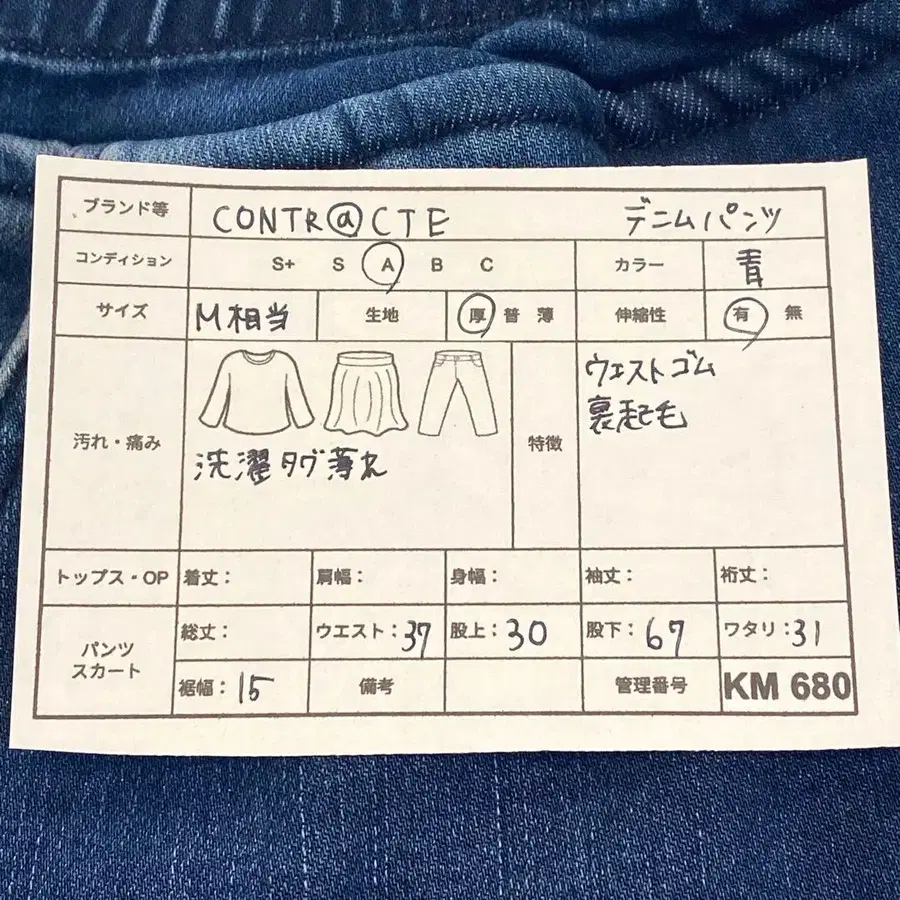 ブランド等 CONTR@CTE デニムパンツ
コンディション S+ S A B C カラー 青
サイズ M相当 生地 厚 普 薄 伸縮性 有 無
汚れ・痛み 洗濯タグ薄れ 特徴 ウエストゴム
裏起毛
トップス・OP 着丈： 肩幅： 身幅： 袖丈： 裄丈：
パンツ スカート 総丈： ウエスト：37 股上：30 股下：67 ワタリ：31
裾幅：15 備考 管理番号 KM 680